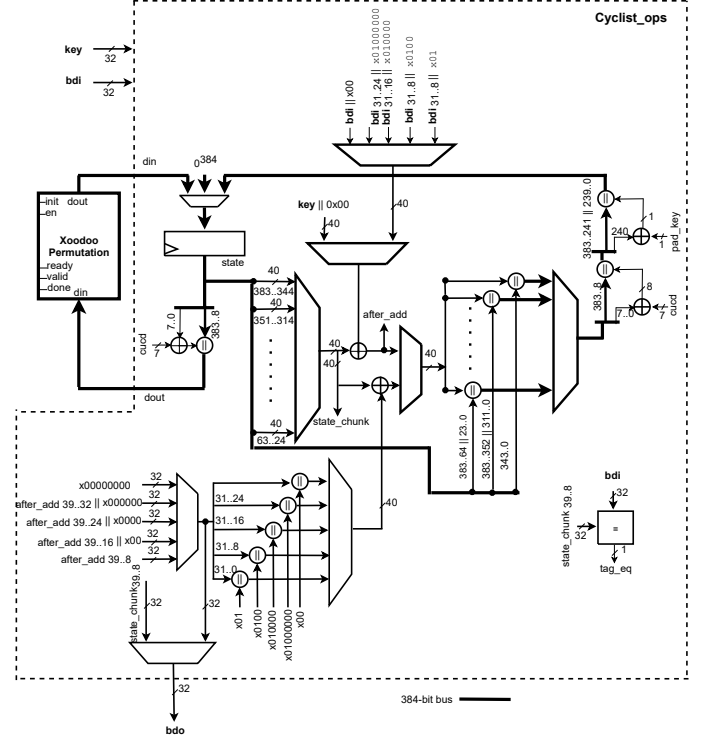 Cyclist_ops
key
32
bdi
32
bdi || x00
bdi 31..24 || x01000000
bdi 31..16 || x010000
bdi 31..8 || x0100
bdi 31..8 || x01
din
0^384
init dout
en
Xoodoo
Permutation
ready
valid
done
din
state
key || 0x00
40
40
383..241 || 239..0
||
1
240
1
pad_key
||
383..8
8
7..0
7
cucd
7..0
383..8
cucd
7
||
dout
40
383..344
40
351..314
40
63..24
40
40
state_chunk
after_add
40
||
||
||
383..64 || 23..0
383..352 || 311..0
343..0
x00000000
32
after_add 39..32 || x000000
32
after_add 39..24 || x0000
32
after_add 39..16 || x00
32
after_add 39..8
32
31..24
31..16
31..8
31..0
||
||
||
||
||
x01
x0100
x010000
x01000000
x00
40
state_chunk39..8
32
32
32
bdo
bdi
32
state_chunk 39..8
32
=
1
tag_eq
384-bit bus